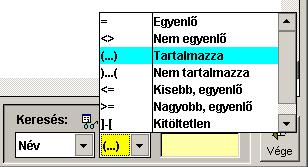 = Egyenlő
<> Nem egyenlő
(...) Tartalmazza
)...( Nem tartalmazza
<= Kisebb, egyenlő
>= Nagyobb, egyenlő
]-[ Kitöltetlen
Keresés:
Név (...) Vége